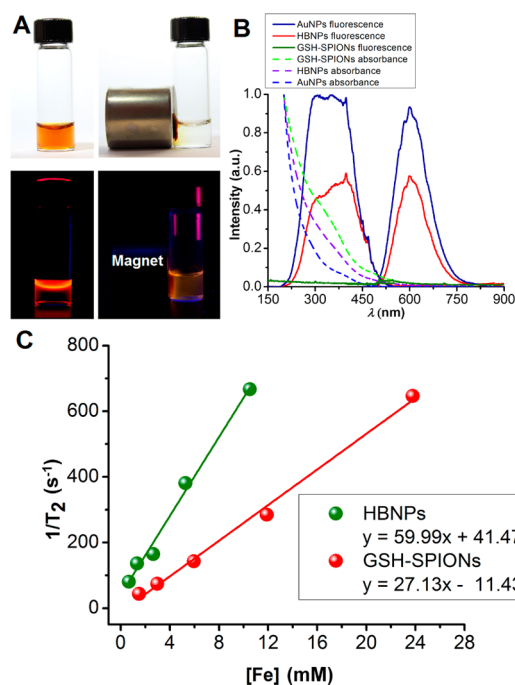 A
Magnet
B
AuNPs fluorescence
HBNPs fluorescence
GSH-SPIONs fluorescence
GSH-SPIONs absorbance
HBNPs absorbance
AuNPs absorbance
Intensity (a.u.)
1.0
0.8
0.6
0.4
0.2
0.0
150 300 450 600 750 900
λ (nm)
C
1/T2 (s-1)
800
600
400
200
0
HBNPs
y = 59.99x + 41.47
GSH-SPIONs
y = 27.13x - 11.43
0 4 8 12 16 20 24 28
[Fe] (mM)